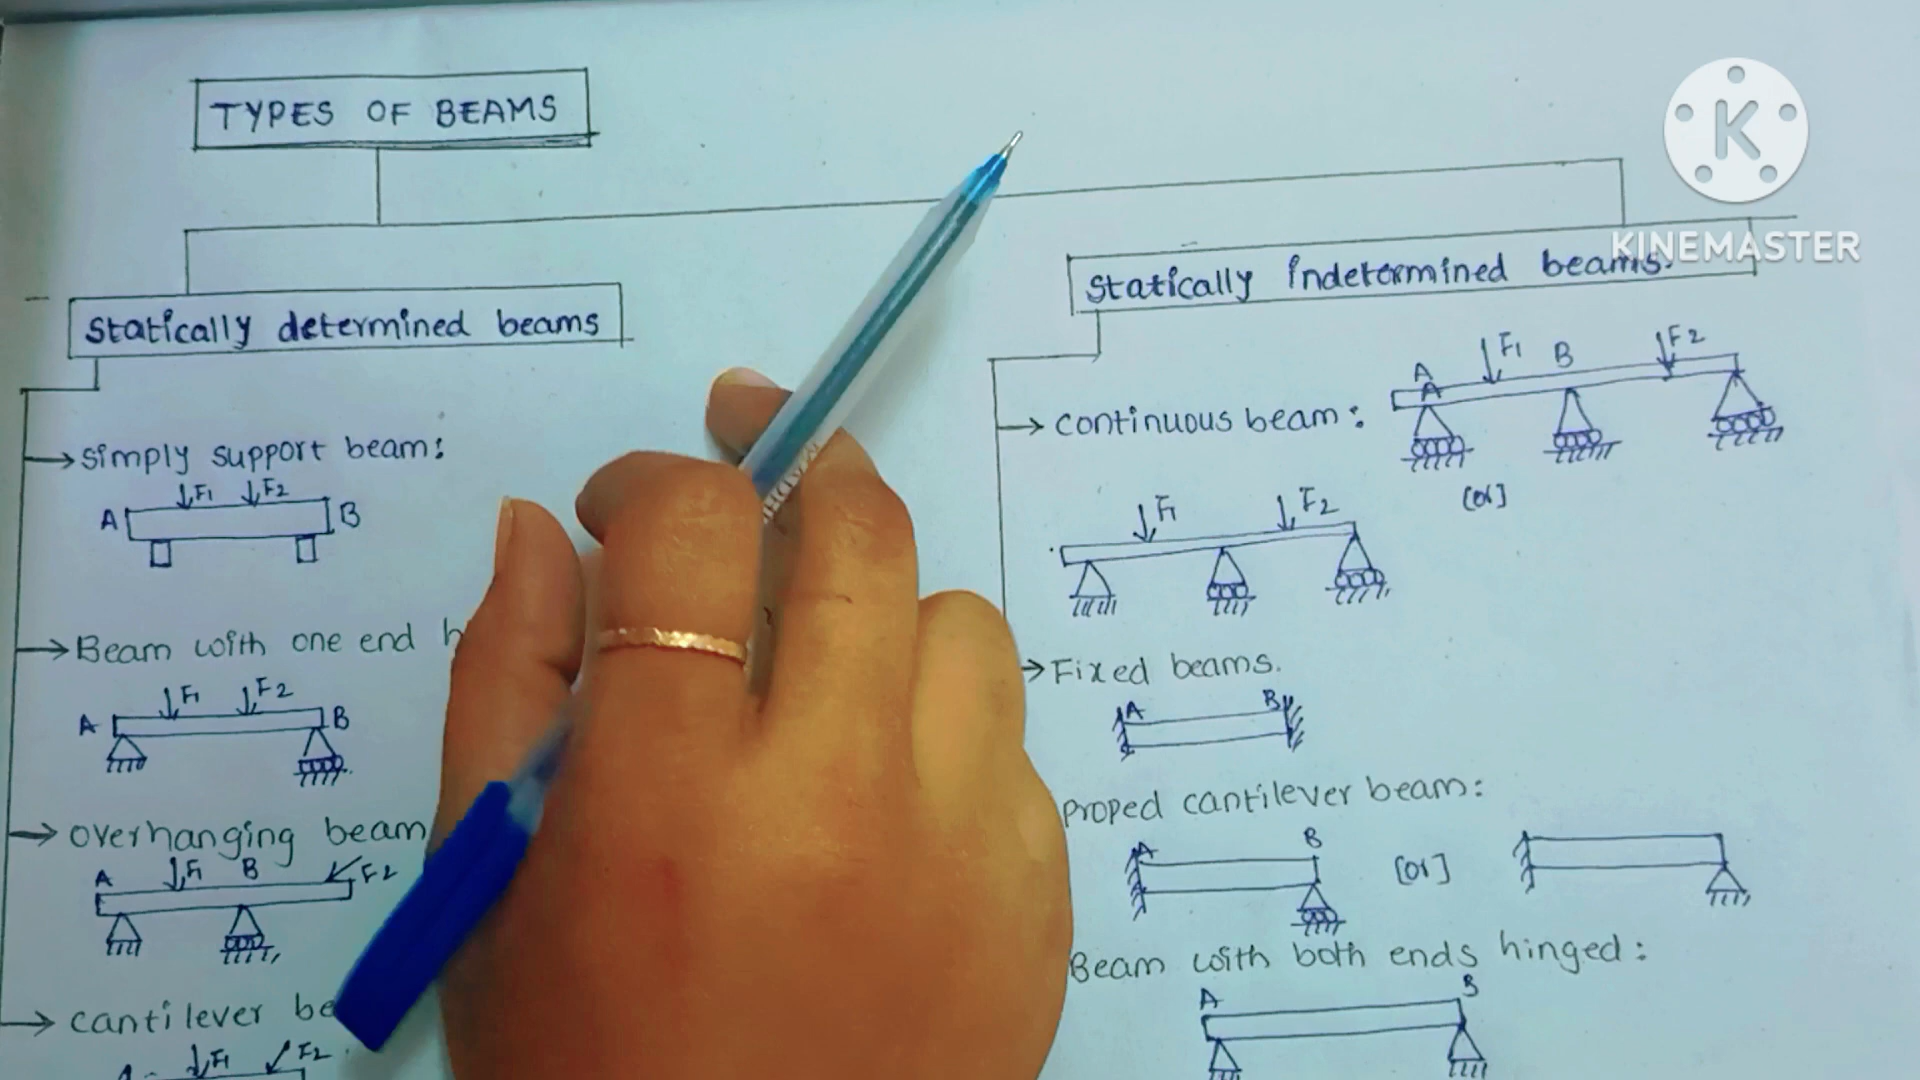 TYPES OF BEAMS
K
KINEMASTER
Statically determined beams
simply support beam:
F1 F2
A B
Beam with one end
F1 F2
A B
overhanging beam
A F1 B F2
cantilever be
F1 F2
Statically indetermined beams.
continuous beam:
A F1 B F2
A
[or]
F1 F2
Fixed beams.
A B
proped cantilever beam:
A B
[or]
Beam with both ends hinged:
A B